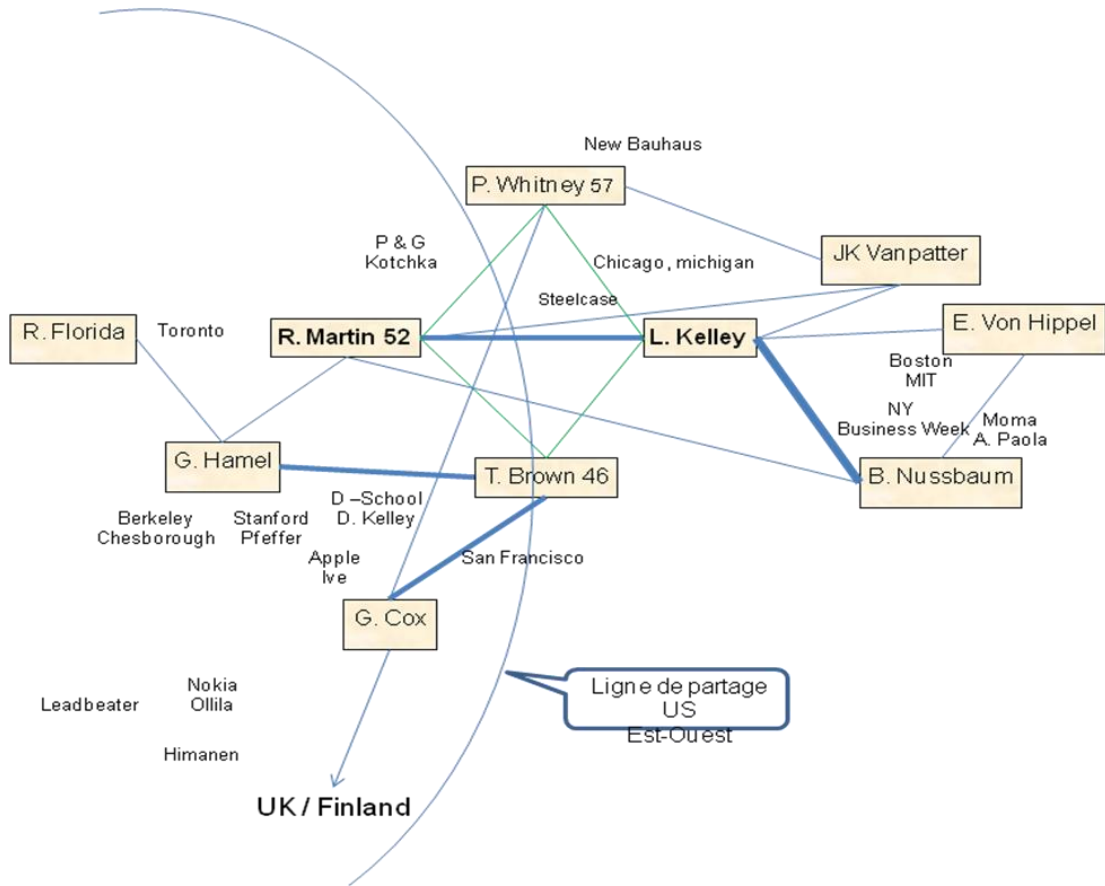 New Bauhaus
P. Whitney 57
P & G
Kotchka
Chicago, michigan
JK Vanpatter
Steelcase
R. Florida
Toronto
R. Martin 52
L. Kelley
E. Von Hippel
Boston
MIT
NY
Business Week
Moma
A. Paola
G. Hamel
T. Brown 46
B. Nussbaum
D –School
D. Kelley
Berkeley
Chesborough
Stanford
Pfeffer
Apple
Ive
San Francisco
G. Cox
Ligne de partage
US
Est-Ouest
Leadbeater
Nokia
Ollila
Himanen
UK / Finland